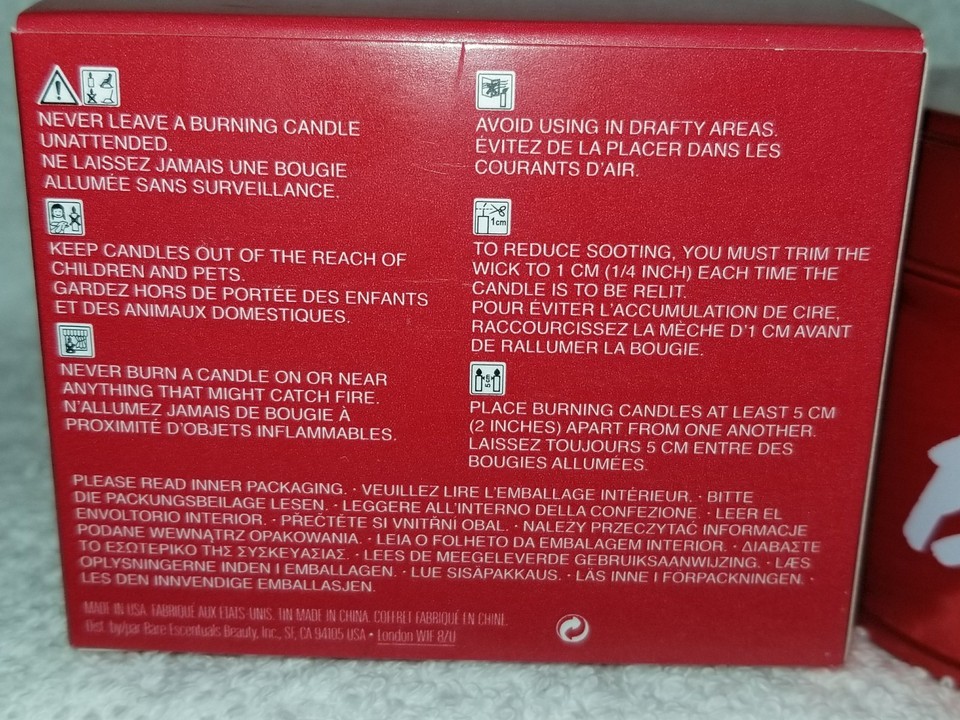 NEVER LEAVE A BURNING CANDLE
UNATTENDED.
NE LAISSEZ JAMAIS UNE BOUGIE
ALLUMÉE SANS SURVEILLANCE.
KEEP CANDLES OUT OF THE REACH OF
CHILDREN AND PETS.
GARDEZ HORS DE PORTÉE DES ENFANTS
ET DES ANIMAUX DOMESTIQUES.
NEVER BURN A CANDLE ON OR NEAR
ANYTHING THAT MIGHT CATCH FIRE.
N'ALLUMEZ JAMAIS DE BOUGIE À
PROXIMITÉ D'OBJETS INFLAMMABLES.
AVOID USING IN DRAFTY AREAS.
ÉVITEZ DE LA PLACER DANS LES
COURANTS D'AIR.
1cm
TO REDUCE SOOTING, YOU MUST TRIM THE
WICK TO 1 CM (1/4 INCH) EACH TIME THE
CANDLE IS TO BE RELIT.
POUR ÉVITER L'ACCUMULATION DE CIRE,
RACCOURCISSEZ LA MÈCHE D'1 CM AVANT
DE RALLUMER LA BOUGIE.
5 cm
PLACE BURNING CANDLES AT LEAST 5 CM
(2 INCHES) APART FROM ONE ANOTHER.
LAISSEZ TOUJOURS 5 CM ENTRE DES
BOUGIES ALLUMÉES.
PLEASE READ INNER PACKAGING. · VEUILLEZ LIRE L'EMBALLAGE INTÉRIEUR. · BITTE
DIE PACKUNGSBEILAGE LESEN. · LEGGERE ALL'INTERNO DELLA CONFEZIONE. · LEER EL
ENVOLTORIO INTERIOR. · PŘEČTĚTE SI VNITŘNÍ OBAL. · NALEZY PRZECZYTAĆ INFORMACJE
PODANE WEWNĄTRZ OPAKOWANIA. · LEIA O FOLHETO DA EMBALAGEM INTERIOR. · ΔΙΑΒΑΣΤΕ
ΤΟ ΕΣΩΤΕΡΙΚΟ ΤΗΣ ΣΥΣΚΕΥΑΣΙΑΣ. · LEES DE MEEGELEVERDE GEBRUIKSAANWIJZING. · LÆS
OPLYSNINGERNE INDEN I EMBALLAGEN. · LUE SISÄPAKKAUS. · LÄS INNE I FÖRPACKNINGEN. ·
LES DEN INNVENDIGE EMBALLASJEN.
MADE IN USA. FABRIQUÉ AUX ETATS-UNIS. TIN MADE IN CHINA. COFFRET FABRIQUÉ EN CHINE.
Dist. by/par Bare Escentuals Beauty, Inc., SF, CA 94105 USA • London W1F 8ZU